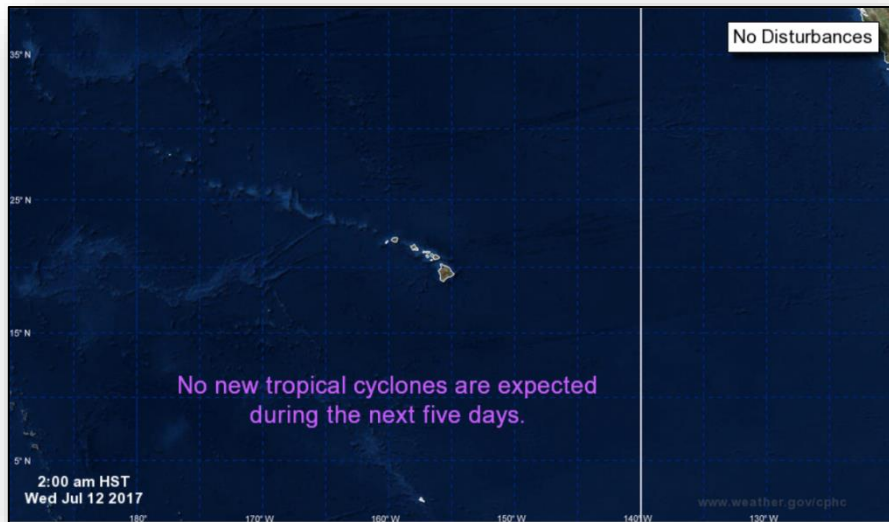 No Disturbances
35° N
25° N
15° N
No new tropical cyclones are expected
during the next five days.
5° N
2:00 am HST
Wed Jul 12 2017
www.weather.gov/cphc
180°
170° W
160° W
150° W
140° W
130° W